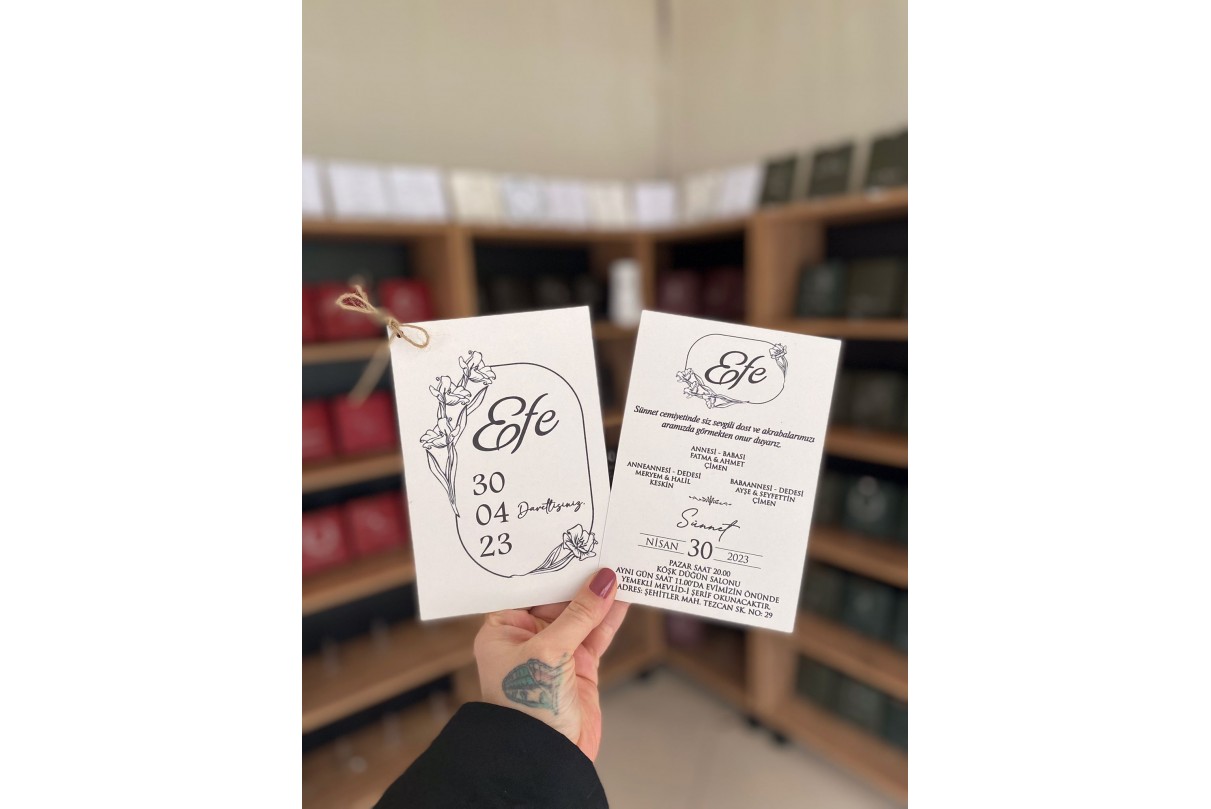 Efe
30
04 Davetlisiniz.
23
Efe
Sünnet cemiyetinde siz sevgili dost ve akrabalarımızı
aramızda görmekten onur duyarız.
ANNESİ - BABASI
FATMA & AHMET
ÇİMEN
ANNEANNESİ - DEDESİ
MERYEM & HALİL
KESKİN
BABAANNESİ - DEDESİ
AYŞE & SEYFETTİN
ÇİMEN
Sünnet
NİSAN 30 2023
PAZAR SAAT 20.00
KÖŞK DÜĞÜN SALONU
AYNI GÜN SAAT 11.00'DA EVİMİZİN ÖNÜNDE
YEMEKLİ MEVLİD-İ ŞERİF OKUNACAKTIR.
ADRES: ŞEHİTLER MAH. TEZCAN SK. NO: 29